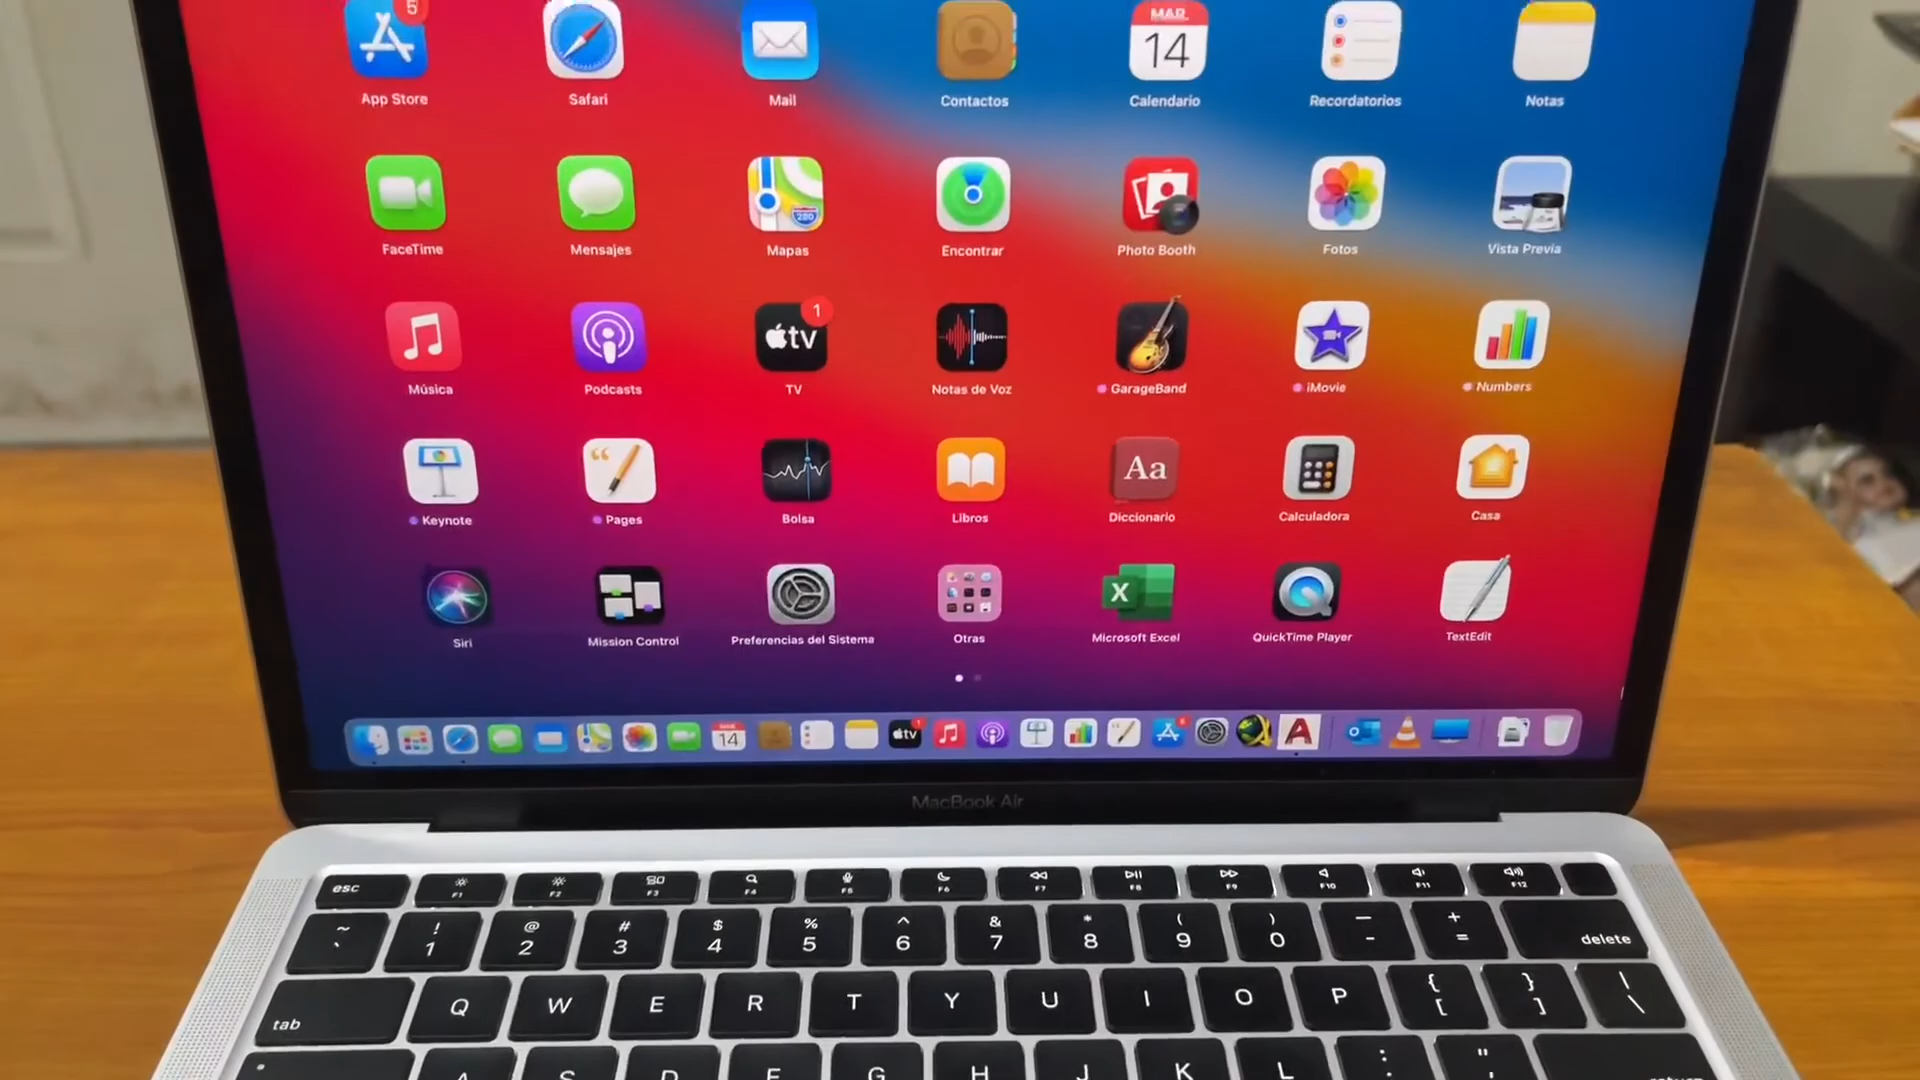 5
App Store
Safari
Mail
Contactos
MAR
14
Calendario
Recordatorios
Notas
FaceTime
Mensajes
280
Mapas
Encontrar
Photo Booth
Fotos
Vista Previa
Música
Podcasts
tv
1
TV
Notas de Voz
GarageBand
iMovie
Numbers
Keynote
Pages
Bolsa
Libros
Aa
Diccionario
Calculadora
Casa
Siri
Mission Control
Preferencias del Sistema
Otras
X
Microsoft Excel
QuickTime Player
TextEdit
14
tv
1
A
MacBook Air
esc
F1
F2
F3
F4
F5
F6
F7
F8
F9
F10
F11
F12
~ ! @ # $ % ^ & * ( ) — +
` 1 2 3 4 5 6 7 8 9 0 - =
delete
tab
Q W E R T Y U I O P
{ [
} ]
| \
A S D F G H J K L
:
"